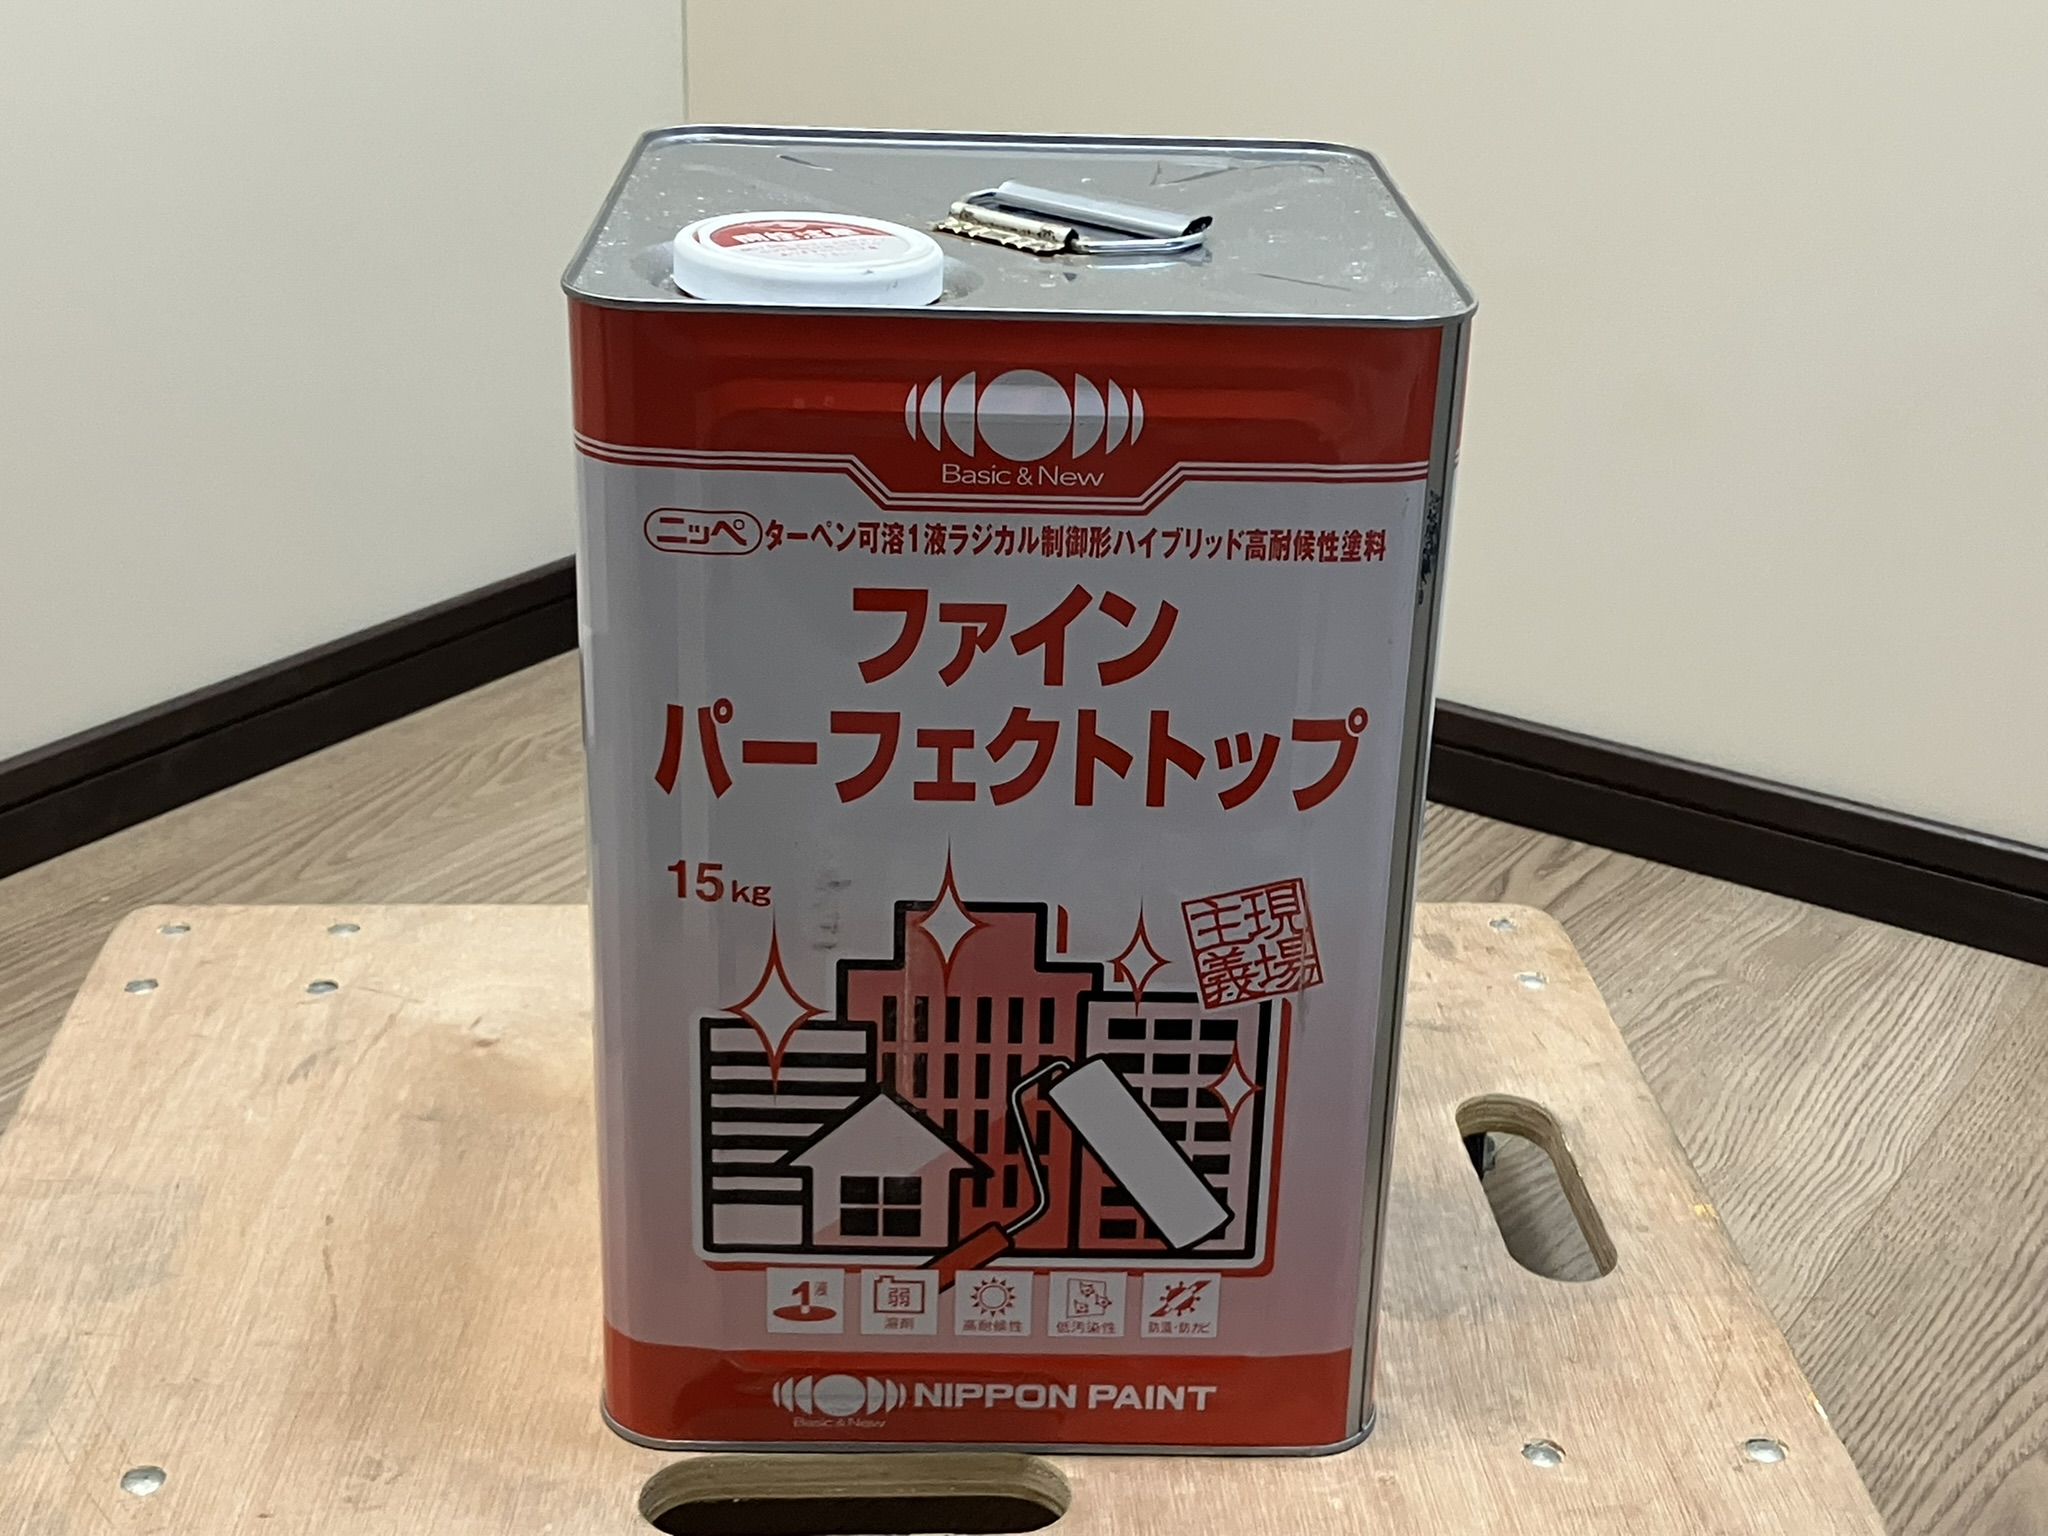 Basic & New
ニッペ ターペン可溶1液ラジカル制御形ハイブリッド高耐候性塗料
ファイン
パーフェクトトップ
15kg
現場
主義
1液
弱
溶剤
高耐候性
低汚染性
防藻・防カビ
NIPPON PAINT
Basic & New